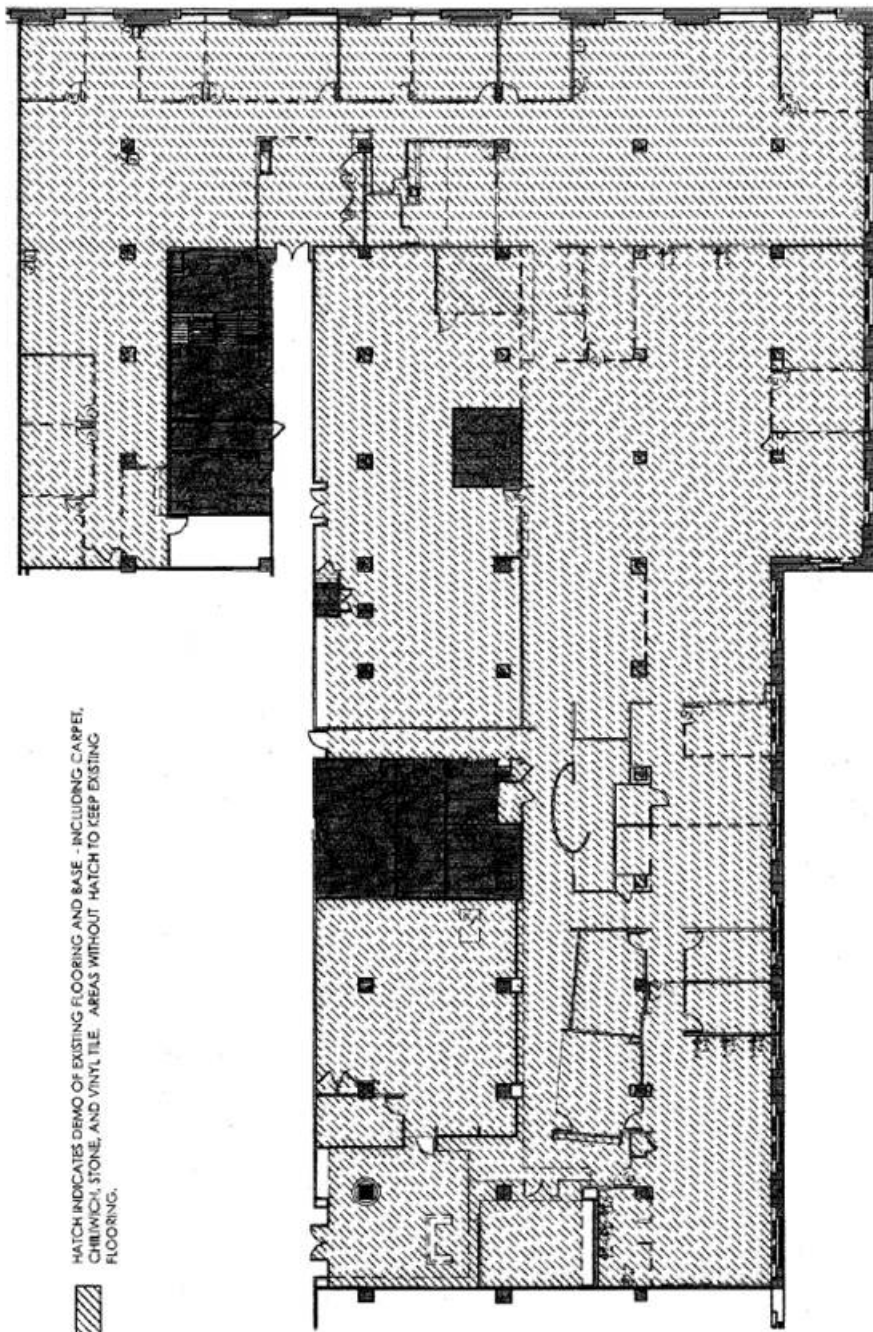 HATCH INDICATES DEMO OF EXISTING FLOORING AND BASE - INCLUDING CARPET,
CHILIWICH, STONE, AND VINYL TILE. AREAS WITHOUT HATCH TO KEEP EXISTING
FLOORING.